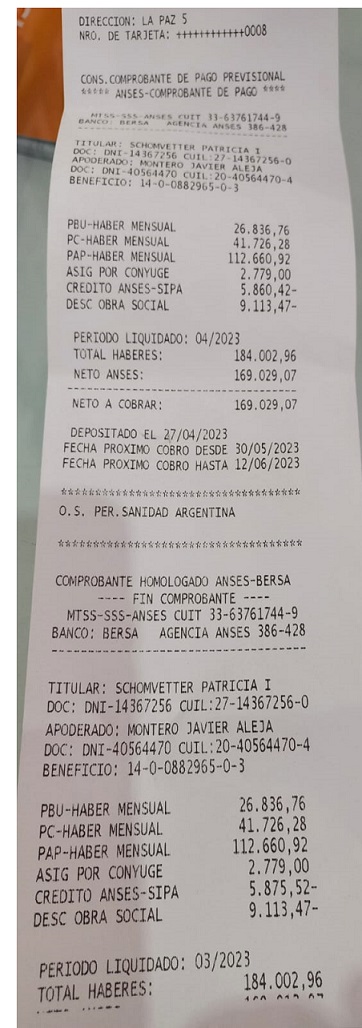 DIRECCION: LA PAZ 5
NRO. DE TARJETA: ++++++++++++0008
CONS.COMPROBANTE DE PAGO PREVISIONAL
***** ANSES-COMPROBANTE DE PAGO ****
MTSS-SSS-ANSES CUIT 33-63761744-9
BANCO: BERSA AGENCIA ANSES 386-428
TITULAR: SCHOMVETTER PATRICIA I
DOC: DNI-14367256 CUIL:27-14367256-0
APODERADO: MONTERO JAVIER ALEJA
DOC: DNI-40564470 CUIL:20-40564470-4
BENEFICIO: 14-0-0882965-0-3
PBU-HABER MENSUAL 26.836,76
PC-HABER MENSUAL 41.726,28
PAP-HABER MENSUAL 112.660,92
ASIG POR CONYUGE 2.779,00
CREDITO ANSES-SIPA 5.860,42-
DESC OBRA SOCIAL 9.113,47-
PERIODO LIQUIDADO: 04/2023
TOTAL HABERES: 184.002,96
NETO ANSES: 169.029,07
--------------------------------
NETO A COBRAR: 169.029,07
DEPOSITADO EL 27/04/2023
FECHA PROXIMO COBRO DESDE 30/05/2023
FECHA PROXIMO COBRO HASTA 12/06/2023
***********************************
O.S. PER.SANIDAD ARGENTINA
***********************************
COMPROBANTE HOMOLOGADO ANSES-BERSA
---- FIN COMPROBANTE ----
MTSS-SSS-ANSES CUIT 33-63761744-9
BANCO: BERSA AGENCIA ANSES 386-428
-----------------------------------
TITULAR: SCHOMVETTER PATRICIA I
DOC: DNI-14367256 CUIL:27-14367256-0
APODERADO: MONTERO JAVIER ALEJA
DOC: DNI-40564470 CUIL:20-40564470-4
BENEFICIO: 14-0-0882965-0-3
PBU-HABER MENSUAL 26.836,76
PC-HABER MENSUAL 41.726,28
PAP-HABER MENSUAL 112.660,92
ASIG POR CONYUGE 2.779,00
CREDITO ANSES-SIPA 5.875,52-
DESC OBRA SOCIAL 9.113,47-
PERIODO LIQUIDADO: 03/2023
TOTAL HABERES: 184.002,96